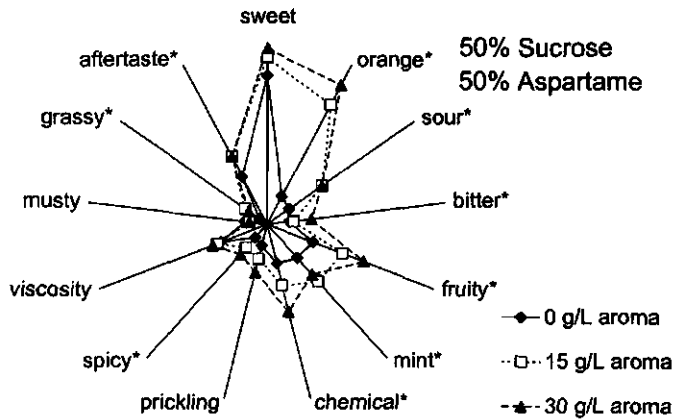 sweet
orange*
50% Sucrose
50% Aspartame
sour*
bitter*
fruity*
mint*
chemical*
prickling
spicy*
viscosity
musty
grassy*
aftertaste*
0 g/L aroma
15 g/L aroma
30 g/L aroma